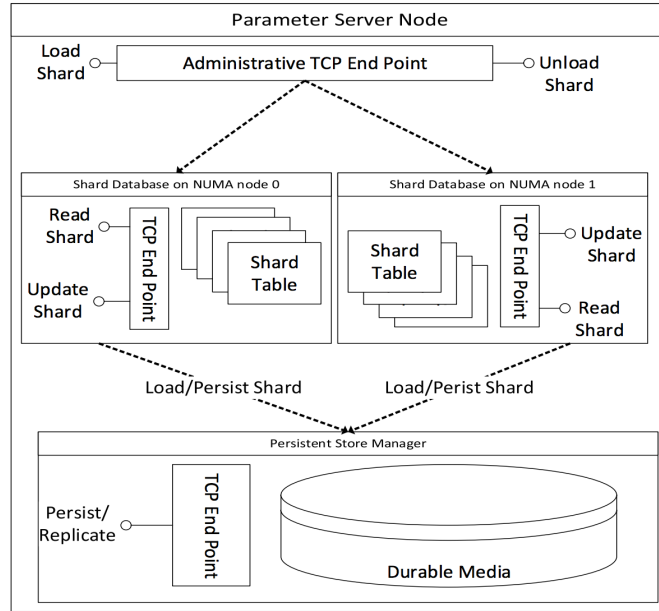 Parameter Server Node
Load
Shard
Administrative TCP End Point
Unload
Shard
Shard Database on NUMA node 0
Read
Shard
Update
Shard
TCP End Point
Shard
Table
Shard Database on NUMA node 1
Shard
Table
TCP End Point
Update
Shard
Read
Shard
Load/Persist Shard
Load/Perist Shard
Persistent Store Manager
Persist/
Replicate
TCP End Point
Durable Media